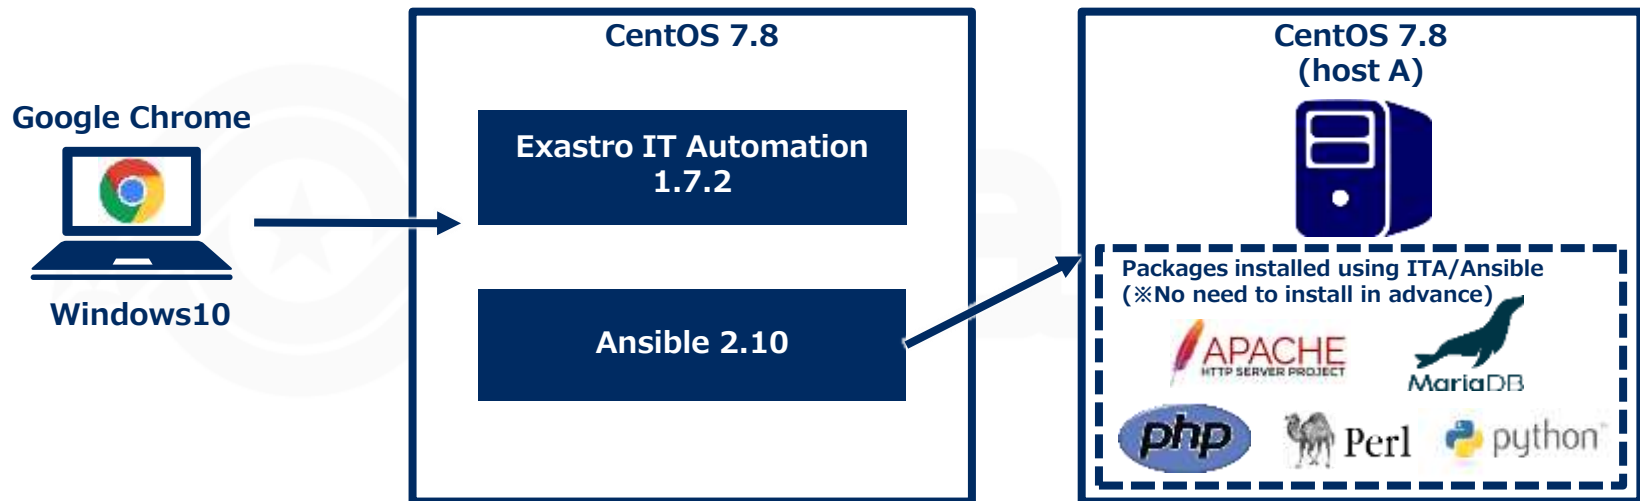 Google Chrome
Windows10
CentOS 7.8
Exastro IT Automation
1.7.2
Ansible 2.10
CentOS 7.8
(host A)
Packages installed using ITA/Ansible
(※No need to install in advance)
APACHE
HTTP SERVER PROJECT
MariaDB
php
Perl
python